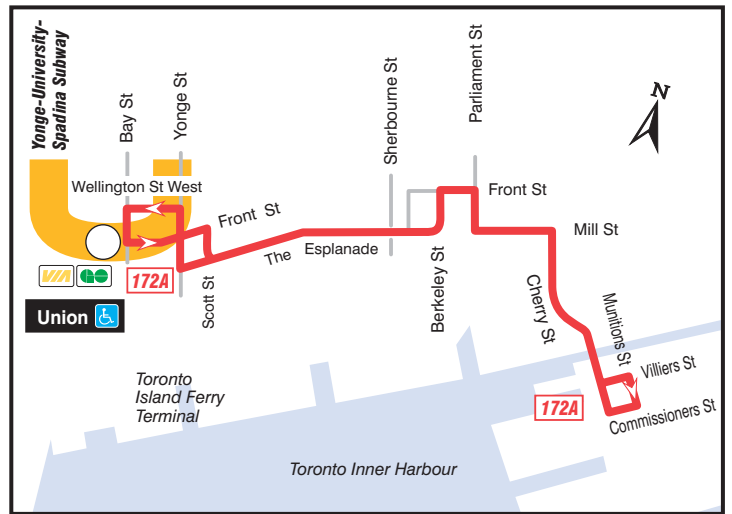 Yonge-University-
Spadina Subway
Bay St
Yonge St
Sherbourne St
Parliament St
N
Wellington St West
Front St
Front St
The Esplanade
Mill St
VIA
GO
172A
Union
Scott St
Berkeley St
Cherry St
Munitions St
Villiers St
Commissioners St
172A
Toronto
Island Ferry
Terminal
Toronto Inner Harbour